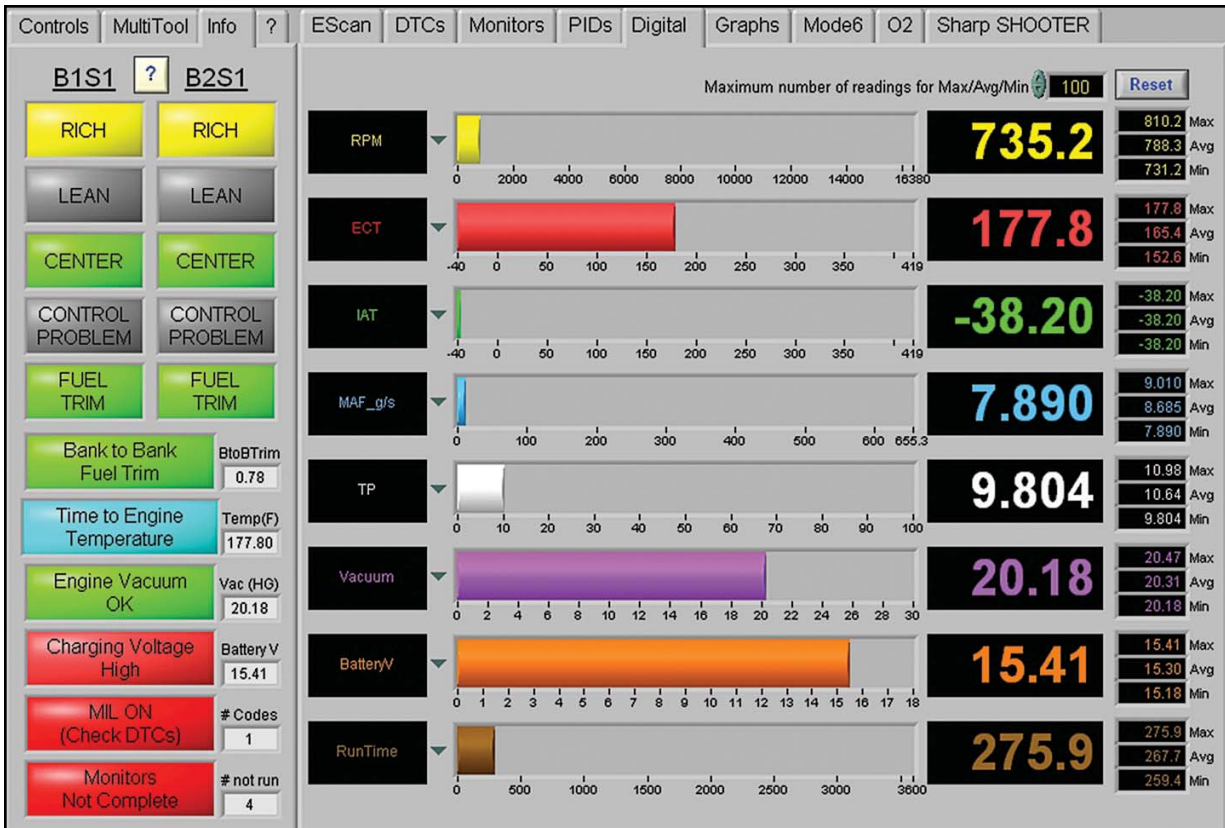 Controls MultiTool Info ?
EScan DTCs Monitors PIDs Digital Graphs Mode6 O2 Sharp SHOOTER
B1S1 ? B2S1
RICH RICH
LEAN LEAN
CENTER CENTER
CONTROL PROBLEM CONTROL PROBLEM
FUEL TRIM FUEL TRIM
Bank to Bank Fuel Trim BtoBTrim 0.78
Time to Engine Temperature Temp(F) 177.80
Engine Vacuum OK Vac (HG) 20.18
Charging Voltage High Battery V 15.41
MIL ON (Check DTCs) # Codes 1
Monitors Not Complete # not run 4
Maximum number of readings for Max/Avg/Min 100 Reset
RPM 735.2 810.2 Max
788.3 Avg
731.2 Min
0 2000 4000 6000 8000 10000 12000 14000 16380
ECT 177.8 177.8 Max
165.4 Avg
152.6 Min
-40 0 50 100 150 200 250 300 350 419
IAT -38.20 -38.20 Max
-38.20 Avg
-38.20 Min
-40 0 50 100 150 200 250 300 350 419
MAF_g/s 7.890 9.010 Max
8.685 Avg
7.890 Min
0 100 200 300 400 500 600 655.3
TP 9.804 10.98 Max
10.64 Avg
9.804 Min
0 10 20 30 40 50 60 70 80 90 100
Vacuum 20.18 20.47 Max
20.31 Avg
20.18 Min
0 2 4 6 8 10 12 14 16 18 20 22 24 26 28 30
BatteryV 15.41 15.41 Max
15.30 Avg
15.18 Min
0 1 2 3 4 5 6 7 8 9 10 11 12 13 14 15 16 17 18
RunTime 275.9 275.9 Max
267.7 Avg
259.4 Min
0 500 1000 1500 2000 2500 3000 3600